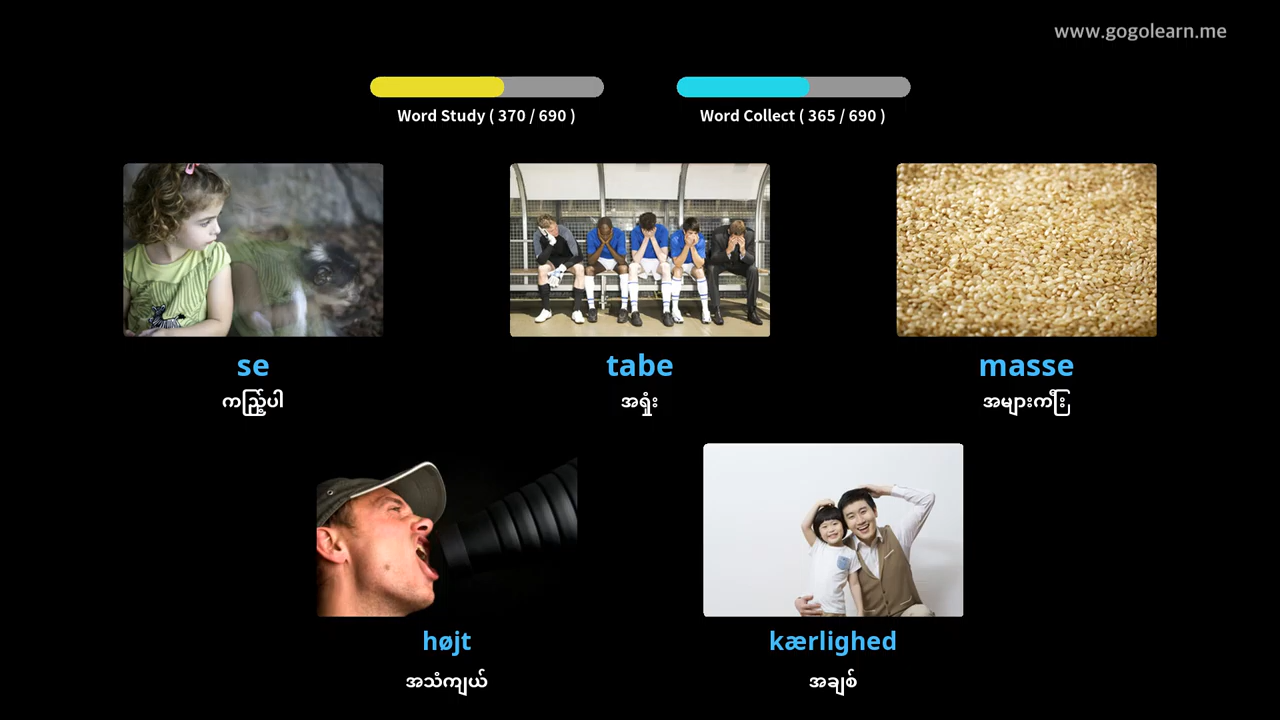 www.gogolearn.me
Word Study ( 370 / 690 )
Word Collect ( 365 / 690 )
se
ကည့်ပြါ
tabe
အရှုံး
masse
အများကြီး
højt
အသံကျယ်
kærlighed
အချစ်